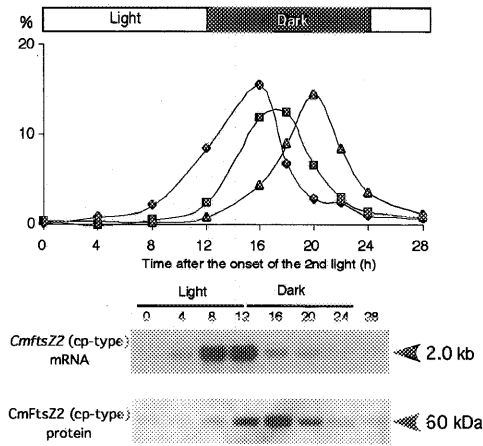 Light Dark
%
20
10
0
0 4 8 12 16 20 24 28
Time after the onset of the 2nd light (h)
Light Dark
0 4 8 12 16 20 24 28
CmftsZ2 (cp-type)
mRNA
2.0 kb
CmFtsZ2 (cp-type)
protein
60 kDa